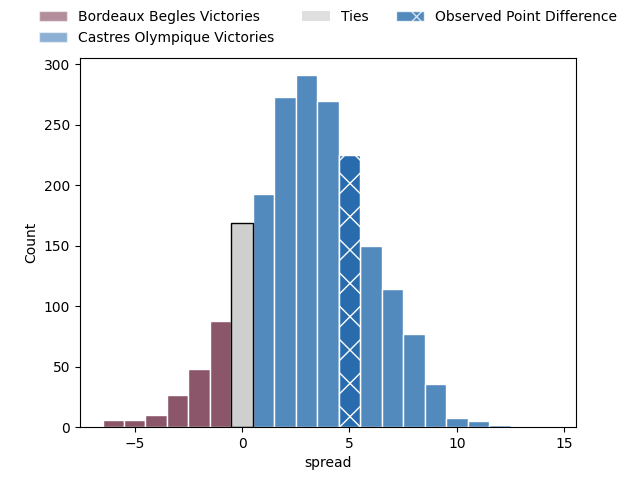 Bordeaux Begles Victories
Castres Olympique Victories
Ties
Observed Point Difference
Count
300
250
200
150
100
50
0
−5
0
5
10
15
spread